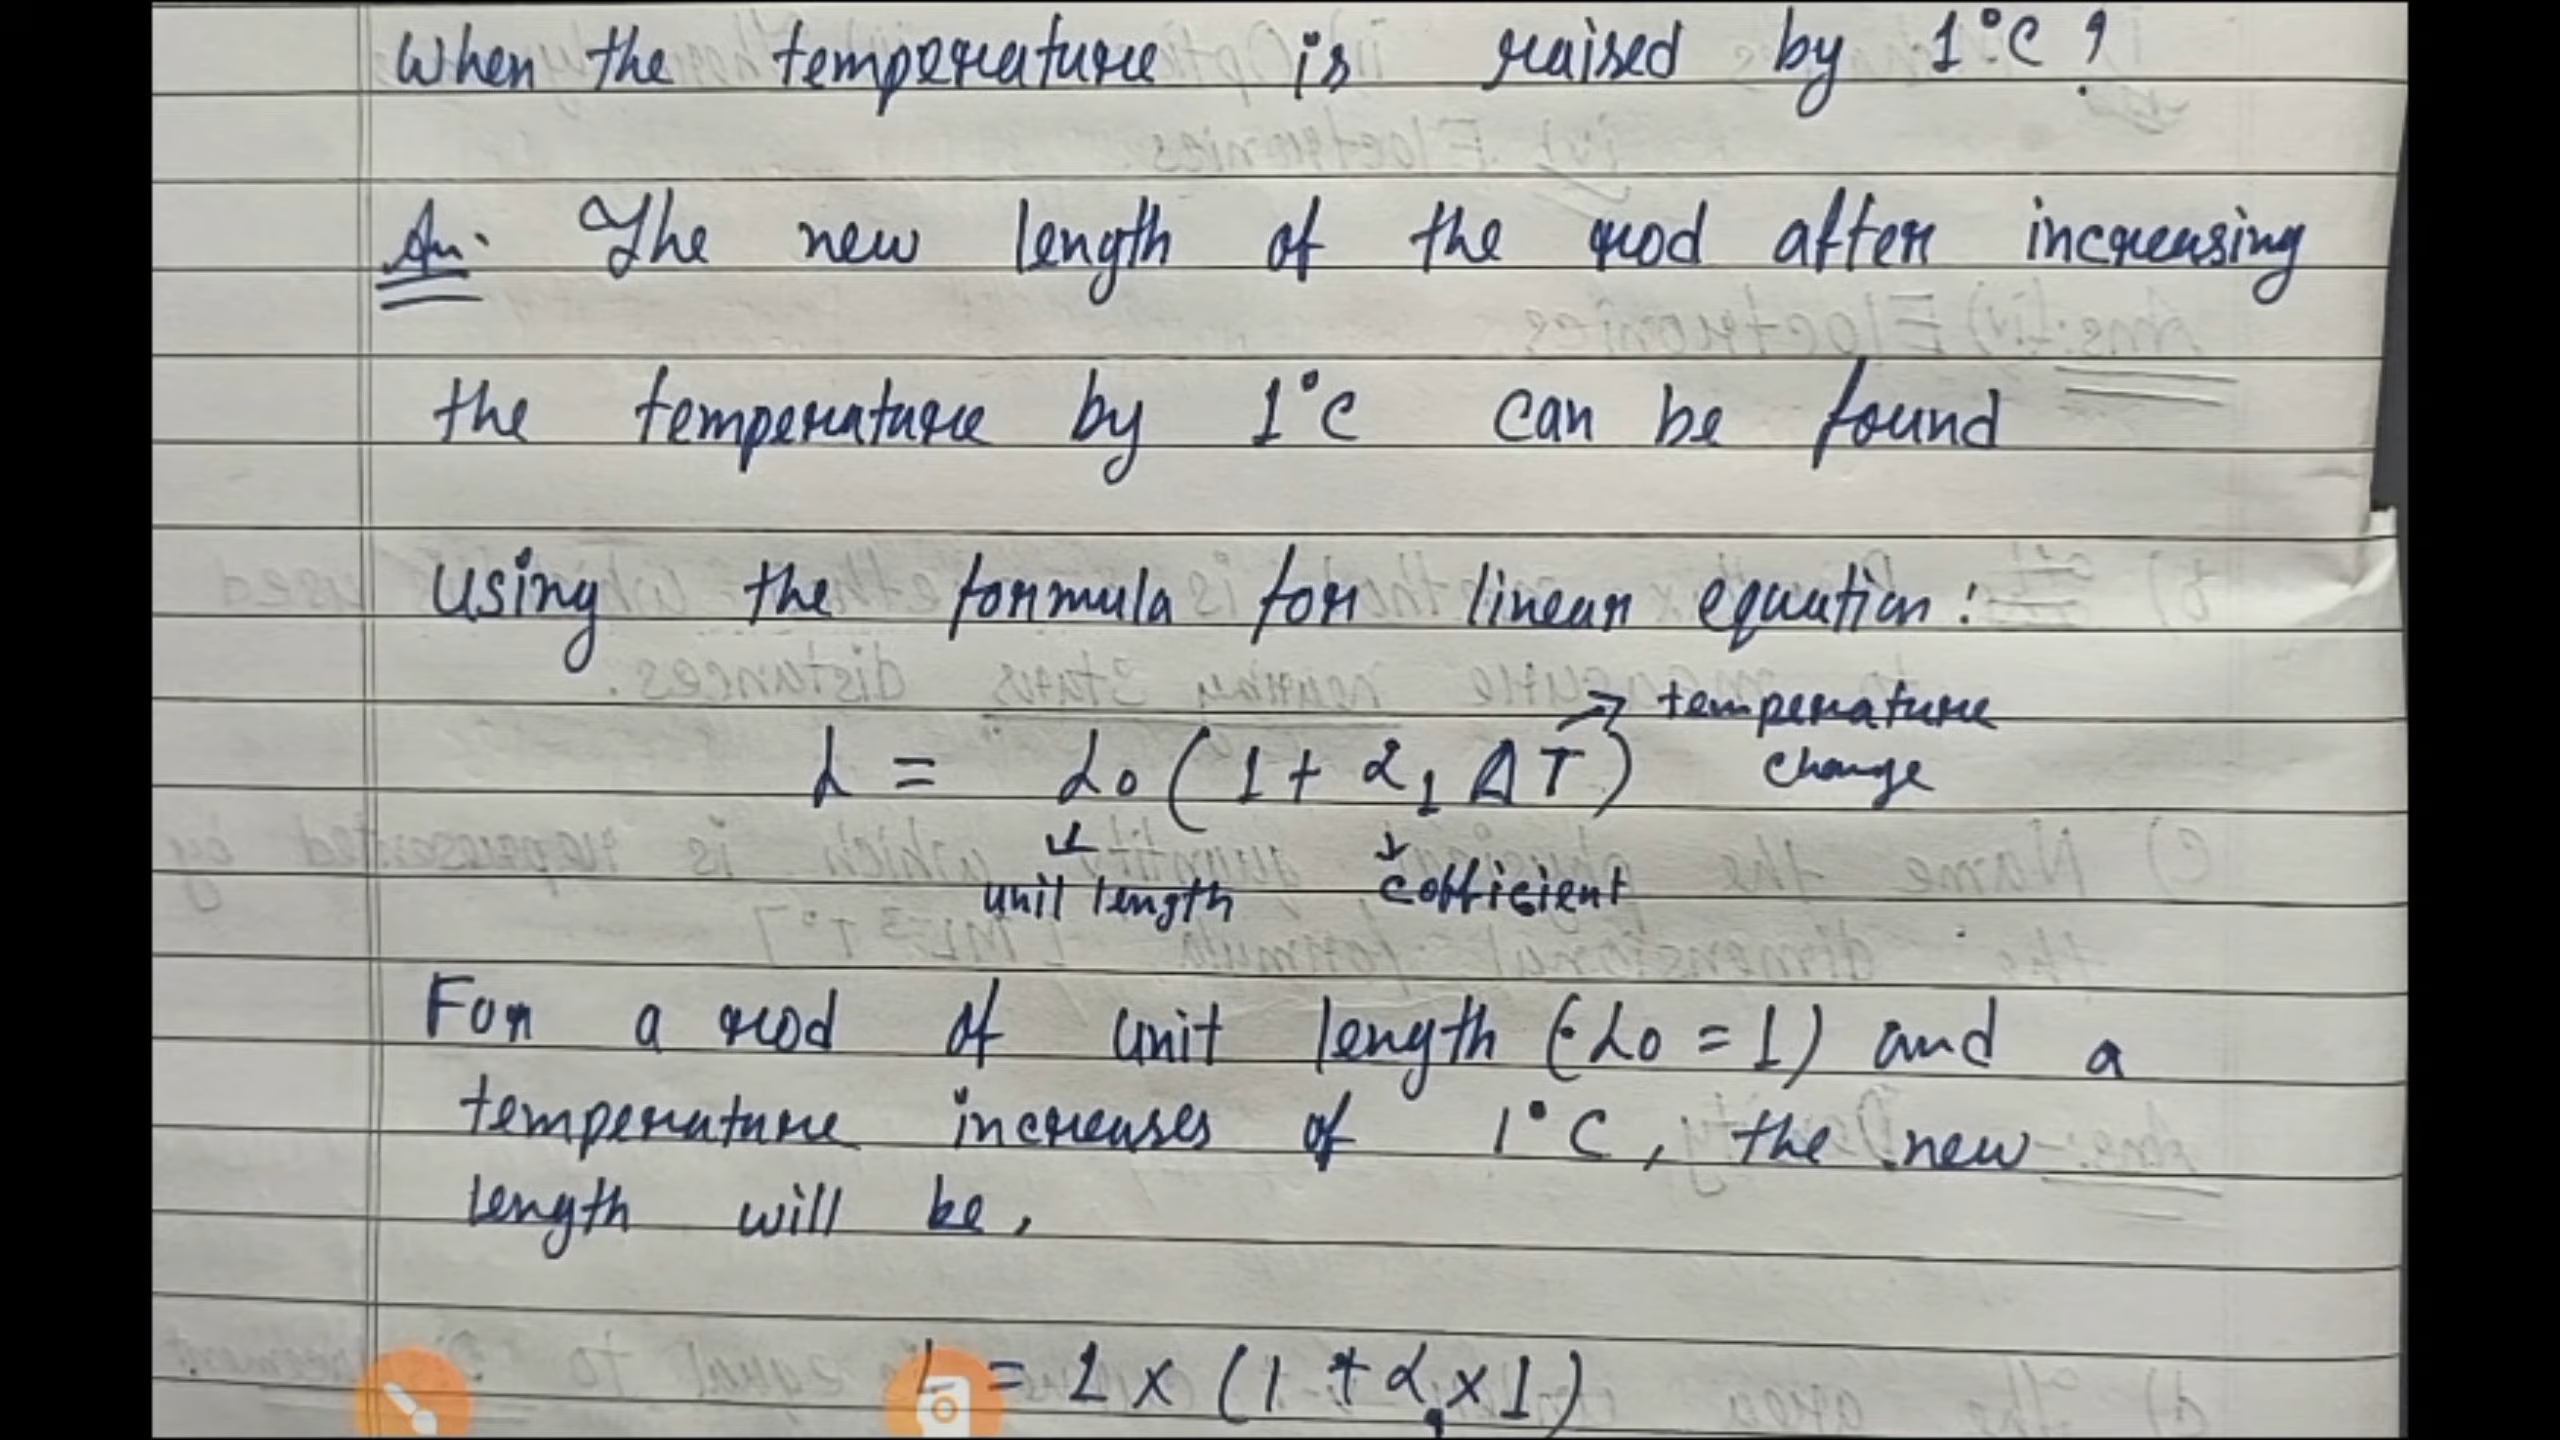 When the temperature is raised by 1°C?
An. The new length of the rod after increasing
the temperature by 1°C can be found
using the formula for linear equation:
L = L0 (1 + α1 ΔT) → temperature change
unit length
cofficient
For a rod of unit length (L0 = 1) and a
temperature increases of 1°C, the new
length will be,
L = 1 × (1 + α1 × 1)